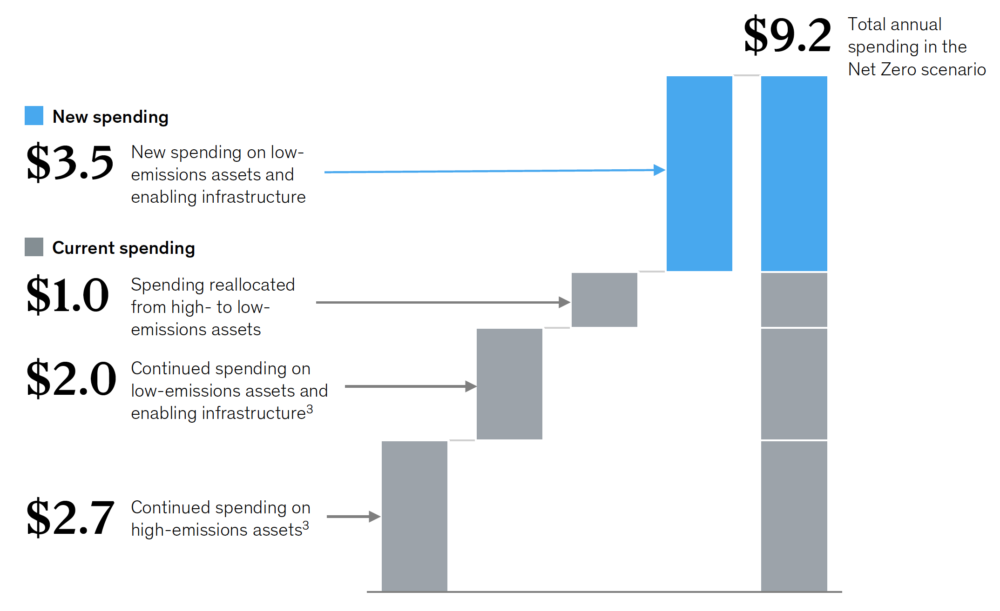 $9.2
Total annual
spending in the
Net Zero scenario
New spending
$3.5
New spending on low-
emissions assets and
enabling infrastructure
Current spending
$1.0
Spending reallocated
from high- to low-
emissions assets
$2.0
Continued spending on
low-emissions assets and
enabling infrastructure³
$2.7
Continued spending on
high-emissions assets³